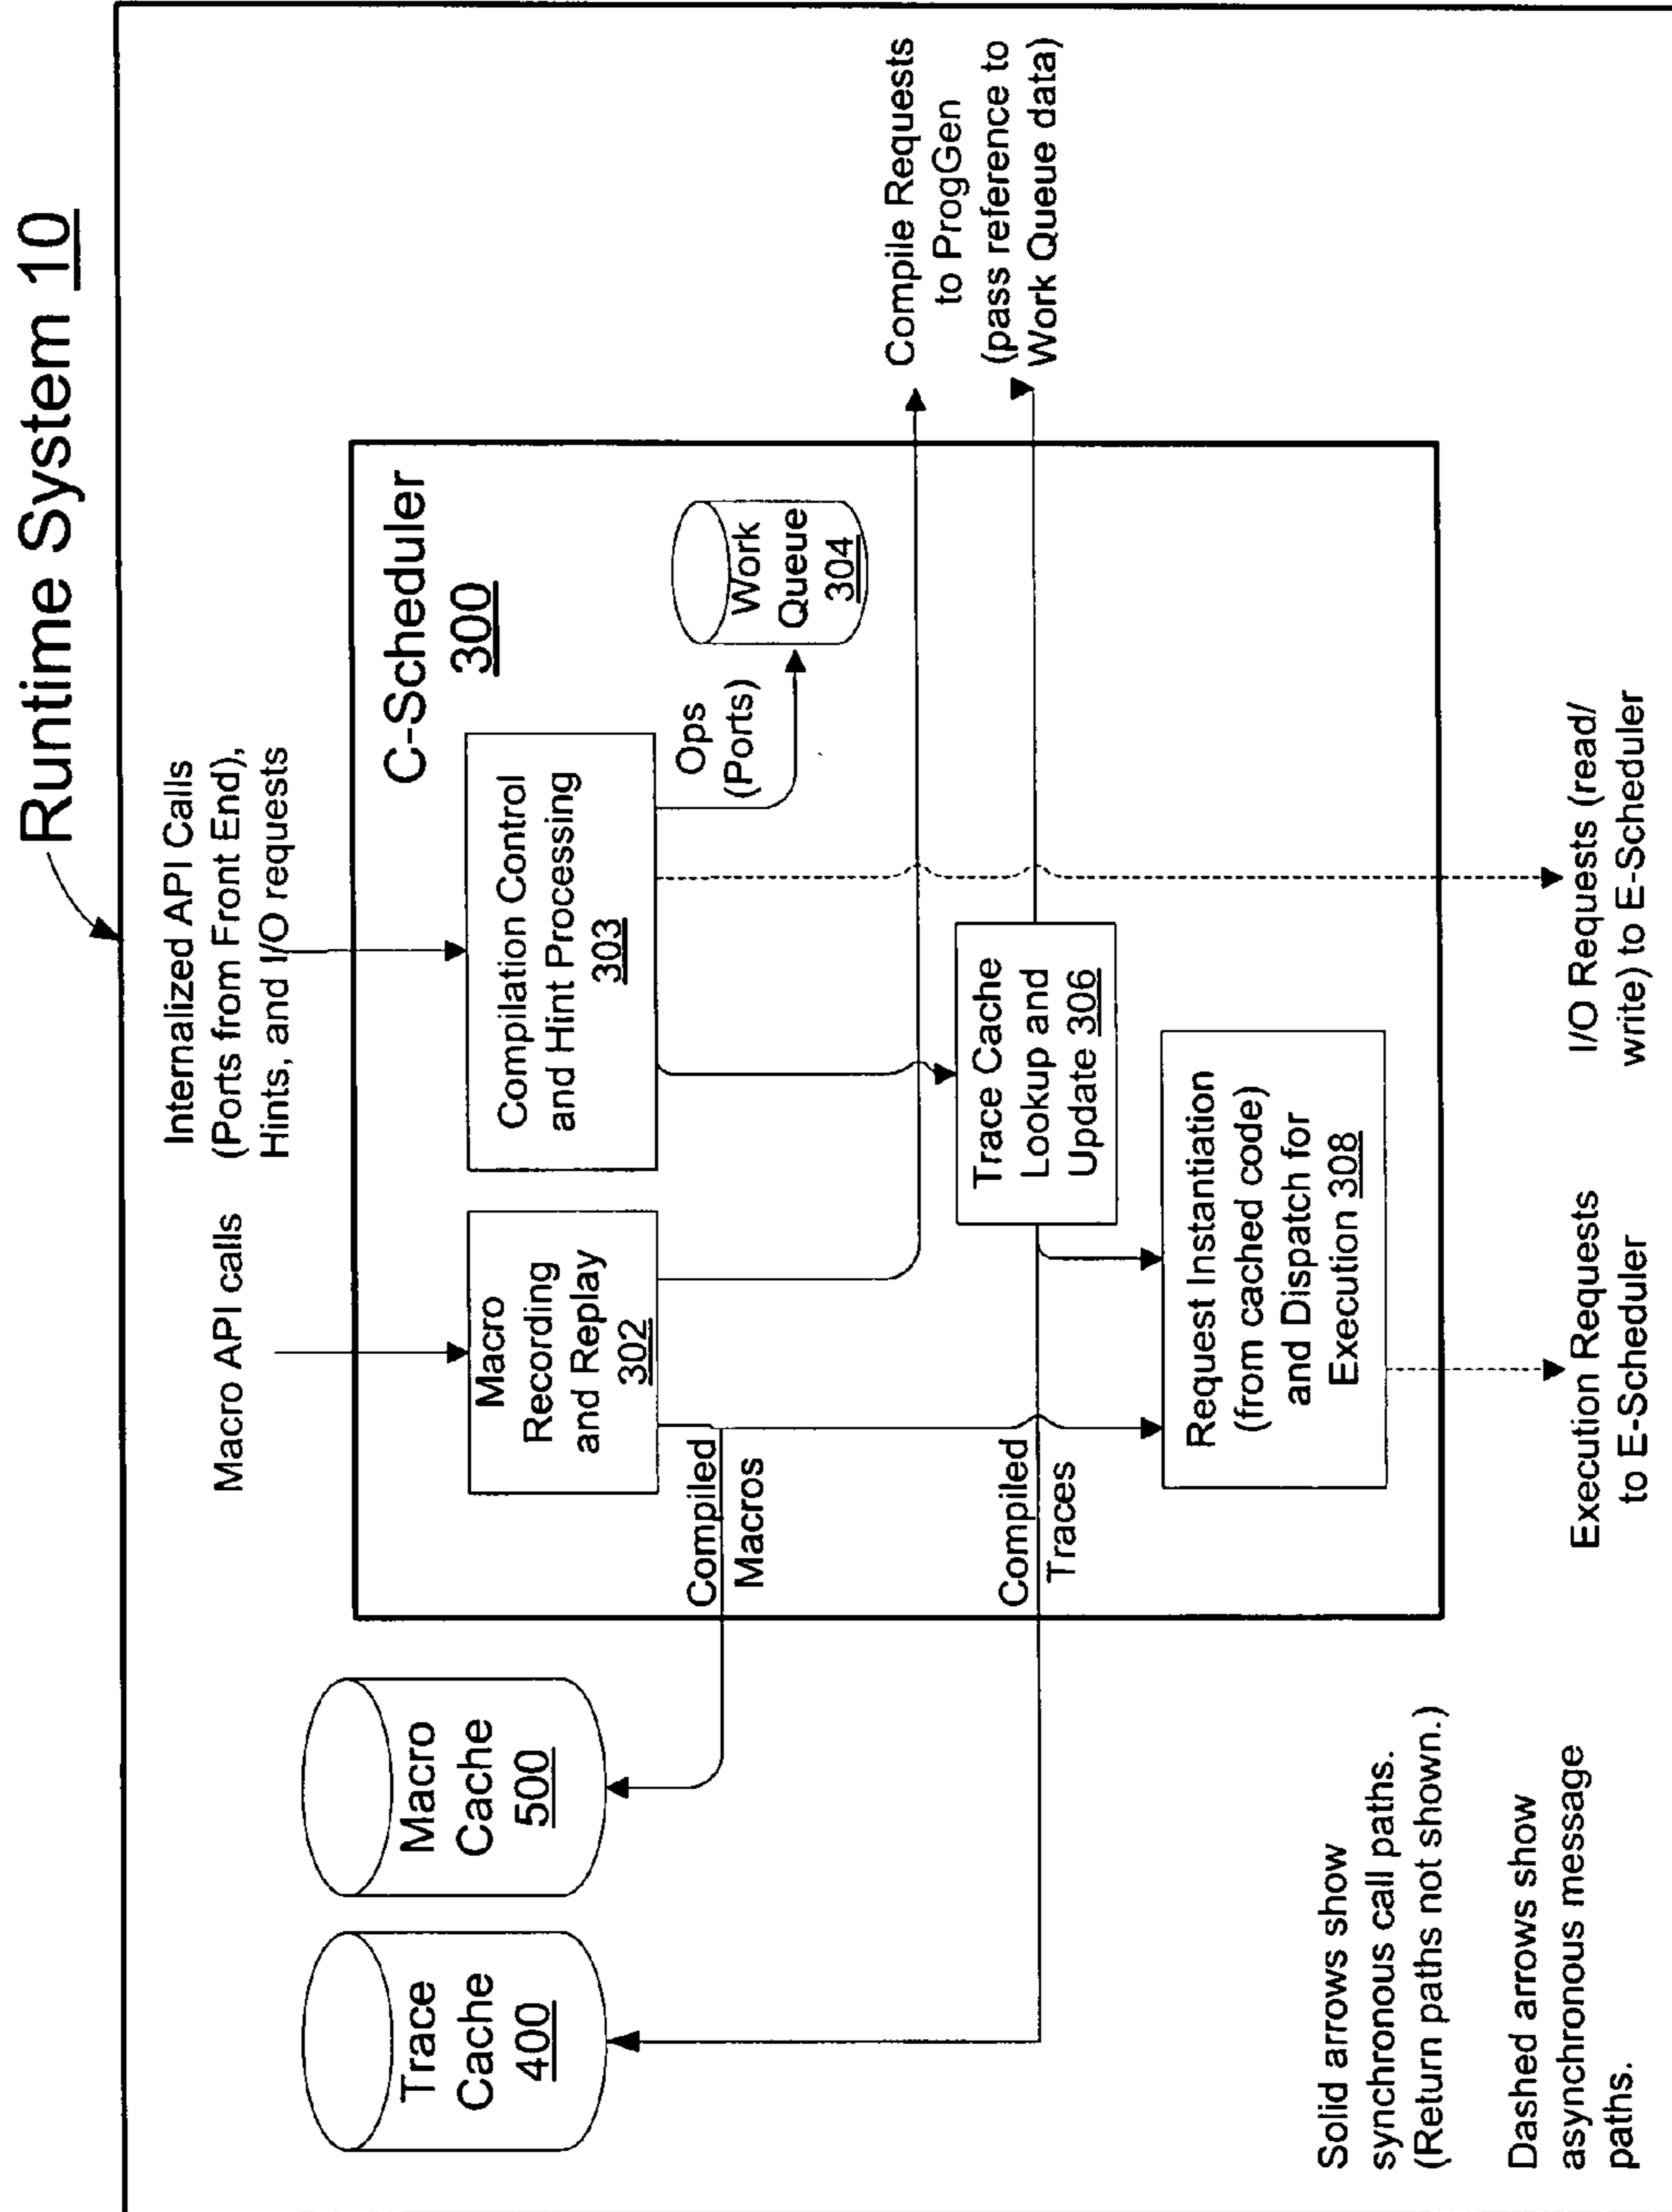 Runtime System 10
Internalized API Calls
(Ports from Front End),
Hints, and I/O requests
Macro API calls
C-Scheduler
300
Trace
Cache
400
Macro
Cache
500
Macro
Recording
and Replay
302
Compilation Control
and Hint Processing
303
Ops
(Ports)
Work
Queue
304
Compiled
Macros
Compile Requests
to ProgGen
(pass reference to
Work Queue data)
Trace Cache
Lookup and
Update 306
Compiled
Traces
Request Instantiation
(from cached code)
and Dispatch for
Execution 308
Solid arrows show
synchronous call paths.
(Return paths not shown.)
Dashed arrows show
asynchronous message
paths.
Execution Requests
to E-Scheduler
I/O Requests (read/
write) to E-Scheduler